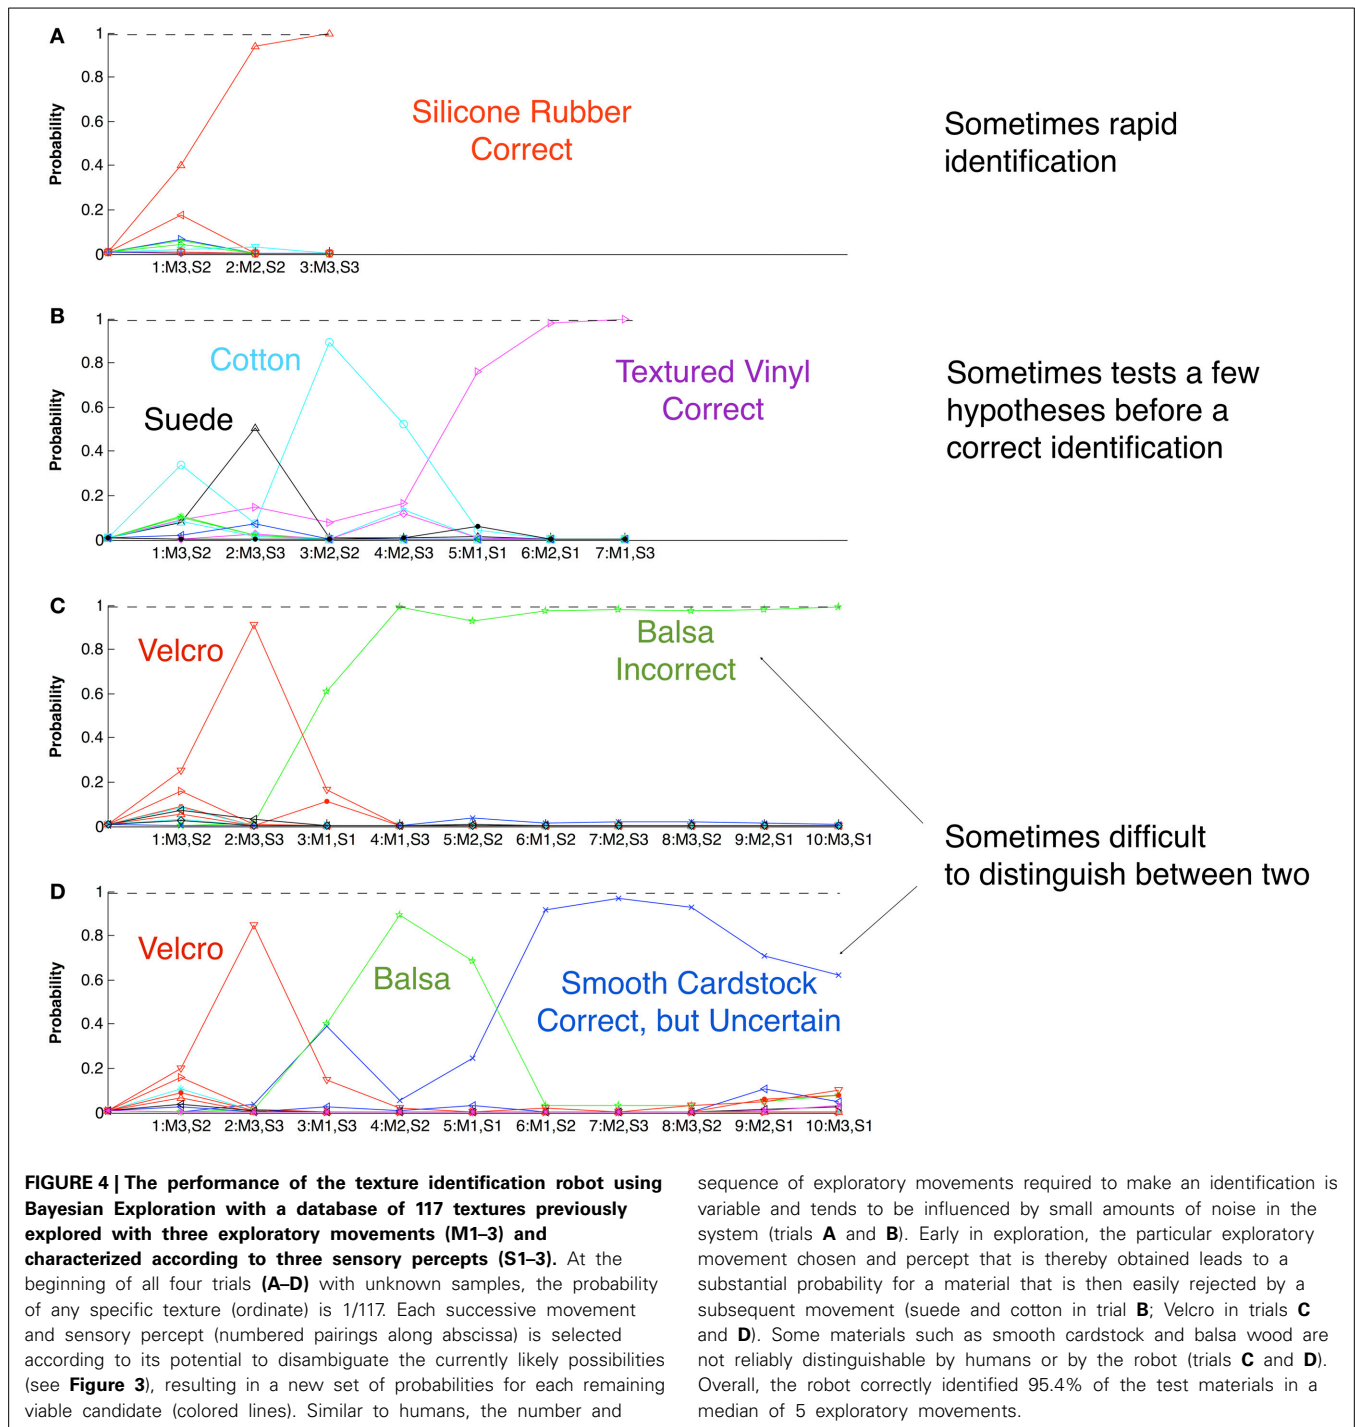 A
1
0.8
0.6
0.4
0.2
0
Probability
Silicone Rubber
Correct
Sometimes rapid
identification
1:M3,S2 2:M2,S2 3:M3,S3
B
1
0.8
0.6
0.4
0.2
0
Probability
Cotton
Suede
Textured Vinyl
Correct
Sometimes tests a few
hypotheses before a
correct identification
1:M3,S2 2:M3,S3 3:M2,S2 4:M2,S3 5:M1,S1 6:M2,S1 7:M1,S3
C
1
0.8
0.6
0.4
0.2
0
Probability
Velcro
Balsa
Incorrect
1:M3,S2 2:M3,S3 3:M1,S1 4:M1,S3 5:M2,S2 6:M1,S2 7:M2,S3 8:M3,S2 9:M2,S1 10:M3,S1
Sometimes difficult
to distinguish between two
D
1
0.8
0.6
0.4
0.2
0
Probability
Velcro
Balsa
Smooth Cardstock
Correct, but Uncertain
1:M3,S2 2:M3,S3 3:M1,S3 4:M2,S2 5:M1,S1 6:M1,S2 7:M2,S3 8:M3,S2 9:M2,S1 10:M3,S1
FIGURE 4 | The performance of the texture identification robot using
Bayesian Exploration with a database of 117 textures previously
explored with three exploratory movements (M1–3) and
characterized according to three sensory percepts (S1–3). At the
beginning of all four trials (A–D) with unknown samples, the probability
of any specific texture (ordinate) is 1/117. Each successive movement
and sensory percept (numbered pairings along abscissa) is selected
according to its potential to disambiguate the currently likely possibilities
(see Figure 3), resulting in a new set of probabilities for each remaining
viable candidate (colored lines). Similar to humans, the number and
sequence of exploratory movements required to make an identification is
variable and tends to be influenced by small amounts of noise in the
system (trials A and B). Early in exploration, the particular exploratory
movement chosen and percept that is thereby obtained leads to a
substantial probability for a material that is then easily rejected by a
subsequent movement (suede and cotton in trial B; Velcro in trials C
and D). Some materials such as smooth cardstock and balsa wood are
not reliably distinguishable by humans or by the robot (trials C and D).
Overall, the robot correctly identified 95.4% of the test materials in a
median of 5 exploratory movements.